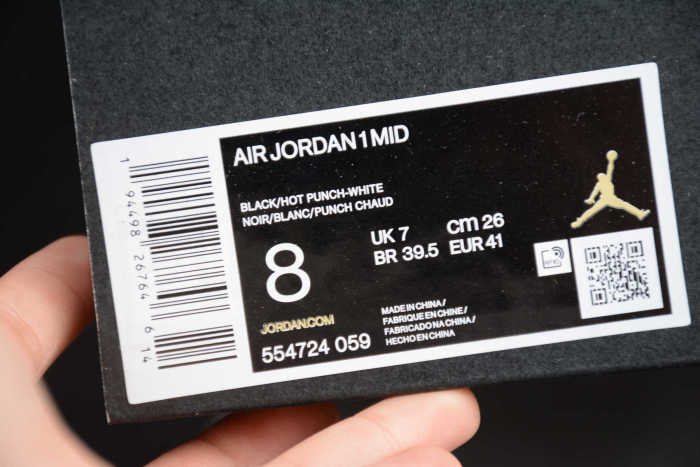 AIR JORDAN 1 MID
BLACK/HOT PUNCH-WHITE
NOIR/BLANC/PUNCH CHAUD
8
UK 7 CM 26
BR 39.5 EUR 41
JORDAN.COM
554724 059
MADE IN CHINA/
FABRIQUE EN CHINE/
FABRICADO NA CHINA/
HECHO EN CHINA
1 94498 26764 6 14